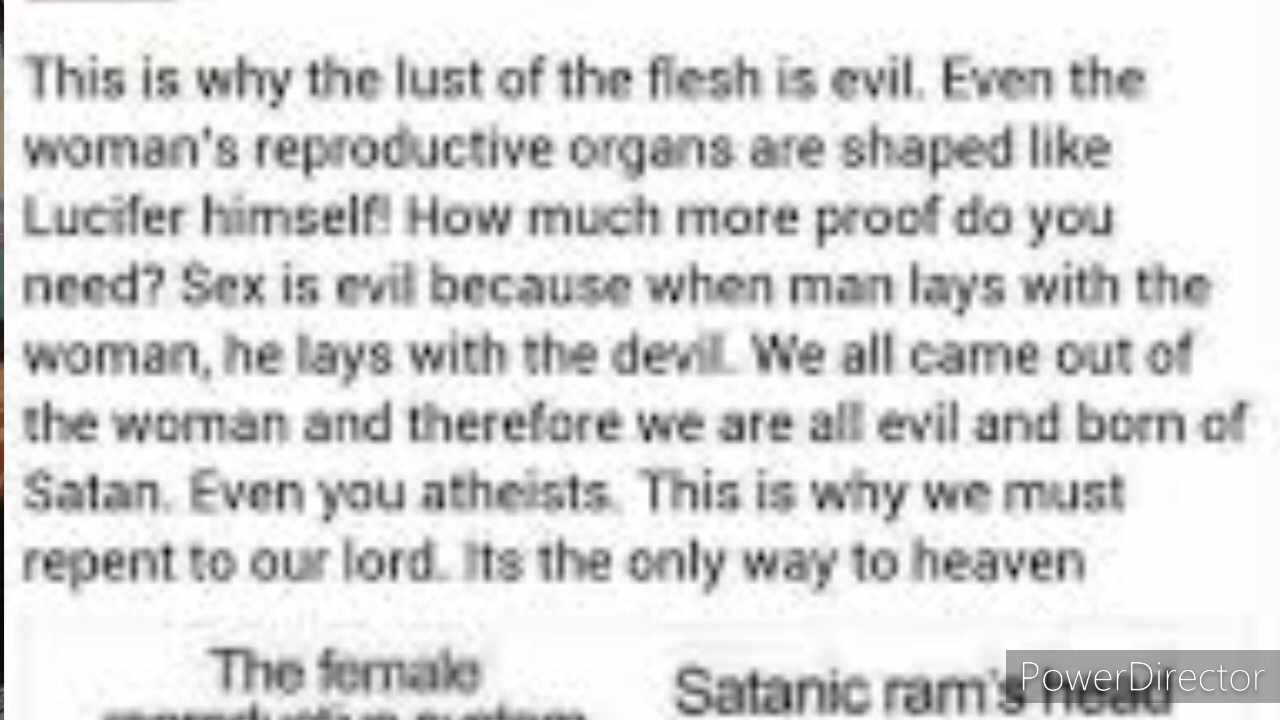 This is why the lust of the flesh is evil. Even the
woman's reproductive organs are shaped like
Lucifer himself! How much more proof do you
need? Sex is evil because when man lays with the
woman, he lays with the devil. We all came out of
the woman and therefore we are all evil and born of
Satan. Even you atheists. This is why we must
repent to our lord. Its the only way to heaven
The female
Satanic ram's head
reproductive system
PowerDirector